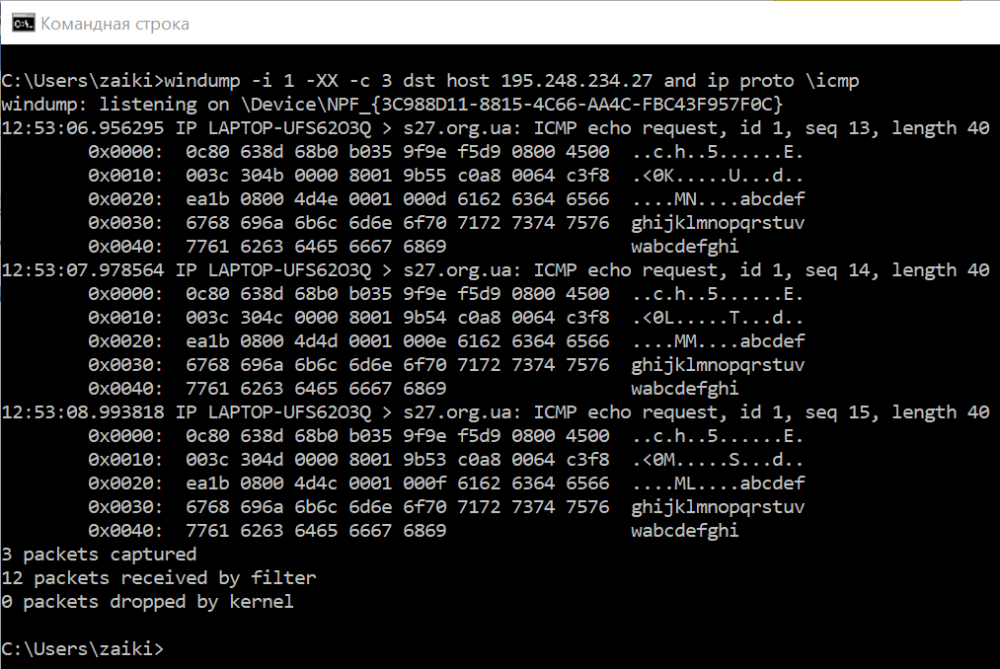 Командная строка
C:\Users\zaiki>windump -i 1 -XX -c 3 dst host 195.248.234.27 and ip proto \icmp
windump: listening on \Device\NPF_{3C988D11-8815-4C66-AA4C-FBC43F957F0C}
12:53:06.956295 IP LAPTOP-UFS62O3Q > s27.org.ua: ICMP echo request, id 1, seq 13, length 40
0x0000:  0c80 638d 68b0 b035 9f9e f5d9 0800 4500  ..c.h..5......E.
0x0010:  003c 304b 0000 8001 9b55 c0a8 0064 c3f8  .<0K.....U...d..
0x0020:  ea1b 0800 4d4e 0001 000d 6162 6364 6566  ....MN....abcdef
0x0030:  6768 696a 6b6c 6d6e 6f70 7172 7374 7576  ghijklmnopqrstuv
0x0040:  7761 6263 6465 6667 6869  wabcdefghi
12:53:07.978564 IP LAPTOP-UFS62O3Q > s27.org.ua: ICMP echo request, id 1, seq 14, length 40
0x0000:  0c80 638d 68b0 b035 9f9e f5d9 0800 4500  ..c.h..5......E.
0x0010:  003c 304c 0000 8001 9b54 c0a8 0064 c3f8  .<0L.....T...d..
0x0020:  ea1b 0800 4d4d 0001 000e 6162 6364 6566  ....MM....abcdef
0x0030:  6768 696a 6b6c 6d6e 6f70 7172 7374 7576  ghijklmnopqrstuv
0x0040:  7761 6263 6465 6667 6869  wabcdefghi
12:53:08.993818 IP LAPTOP-UFS62O3Q > s27.org.ua: ICMP echo request, id 1, seq 15, length 40
0x0000:  0c80 638d 68b0 b035 9f9e f5d9 0800 4500  ..c.h..5......E.
0x0010:  003c 304d 0000 8001 9b53 c0a8 0064 c3f8  .<0M.....S...d..
0x0020:  ea1b 0800 4d4c 0001 000f 6162 6364 6566  ....ML....abcdef
0x0030:  6768 696a 6b6c 6d6e 6f70 7172 7374 7576  ghijklmnopqrstuv
0x0040:  7761 6263 6465 6667 6869  wabcdefghi
3 packets captured
12 packets received by filter
0 packets dropped by kernel
C:\Users\zaiki>